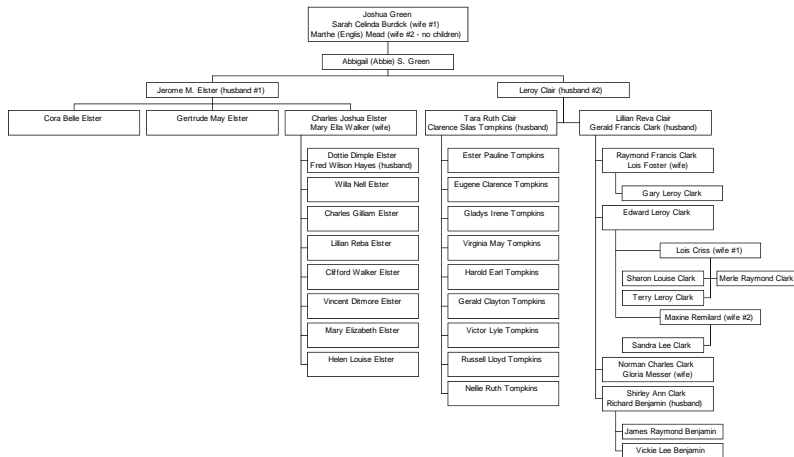 Joshua Green
Sarah Celinda Burdick (wife #1)
Marthe (Englis) Mead (wife #2 - no children)
Abbigail (Abbie) S. Green
Jerome M. Elster (husband #1)
Leroy Clair (husband #2)
Cora Belle Elster
Gertrude May Elster
Charles Joshua Elster
Mary Ella Walker (wife)
Tara Ruth Clair
Clarence Silas Tompkins (husband)
Lillian Reva Clair
Gerald Francis Clark (husband)
Dottie Dimple Elster
Fred Wilson Hayes (husband)
Willa Nell Elster
Charles Gilliam Elster
Lillian Reba Elster
Clifford Walker Elster
Vincent Ditmore Elster
Mary Elizabeth Elster
Helen Louise Elster
Ester Pauline Tompkins
Eugene Clarence Tompkins
Gladys Irene Tompkins
Virginia May Tompkins
Harold Earl Tompkins
Gerald Clayton Tompkins
Victor Lyle Tompkins
Russell Lloyd Tompkins
Nellie Ruth Tompkins
Raymond Francis Clark
Lois Foster (wife)
Gary Leroy Clark
Edward Leroy Clark
Lois Criss (wife #1)
Sharon Louise Clark
Merle Raymond Clark
Terry Leroy Clark
Maxine Remilard (wife #2)
Sandra Lee Clark
Norman Charles Clark
Gloria Messer (wife)
Shirley Ann Clark
Richard Benjamin (husband)
James Raymond Benjamin
Vickie Lee Benjamin